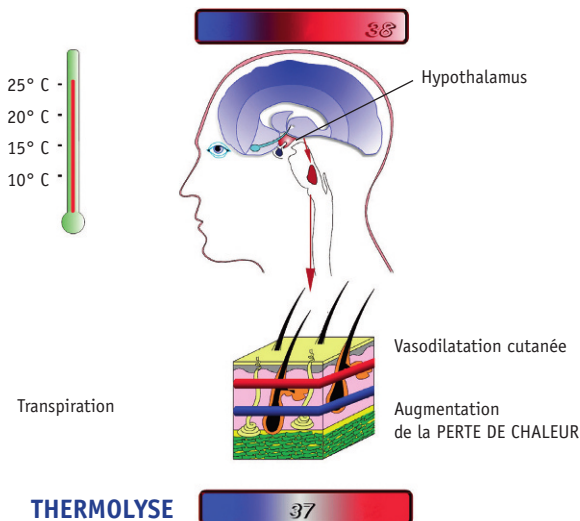 38
Hypothalamus
25° C
20° C
15° C
10° C
Vasodilatation cutanée
Transpiration
Augmentation
de la PERTE DE CHALEUR
THERMOLYSE
37